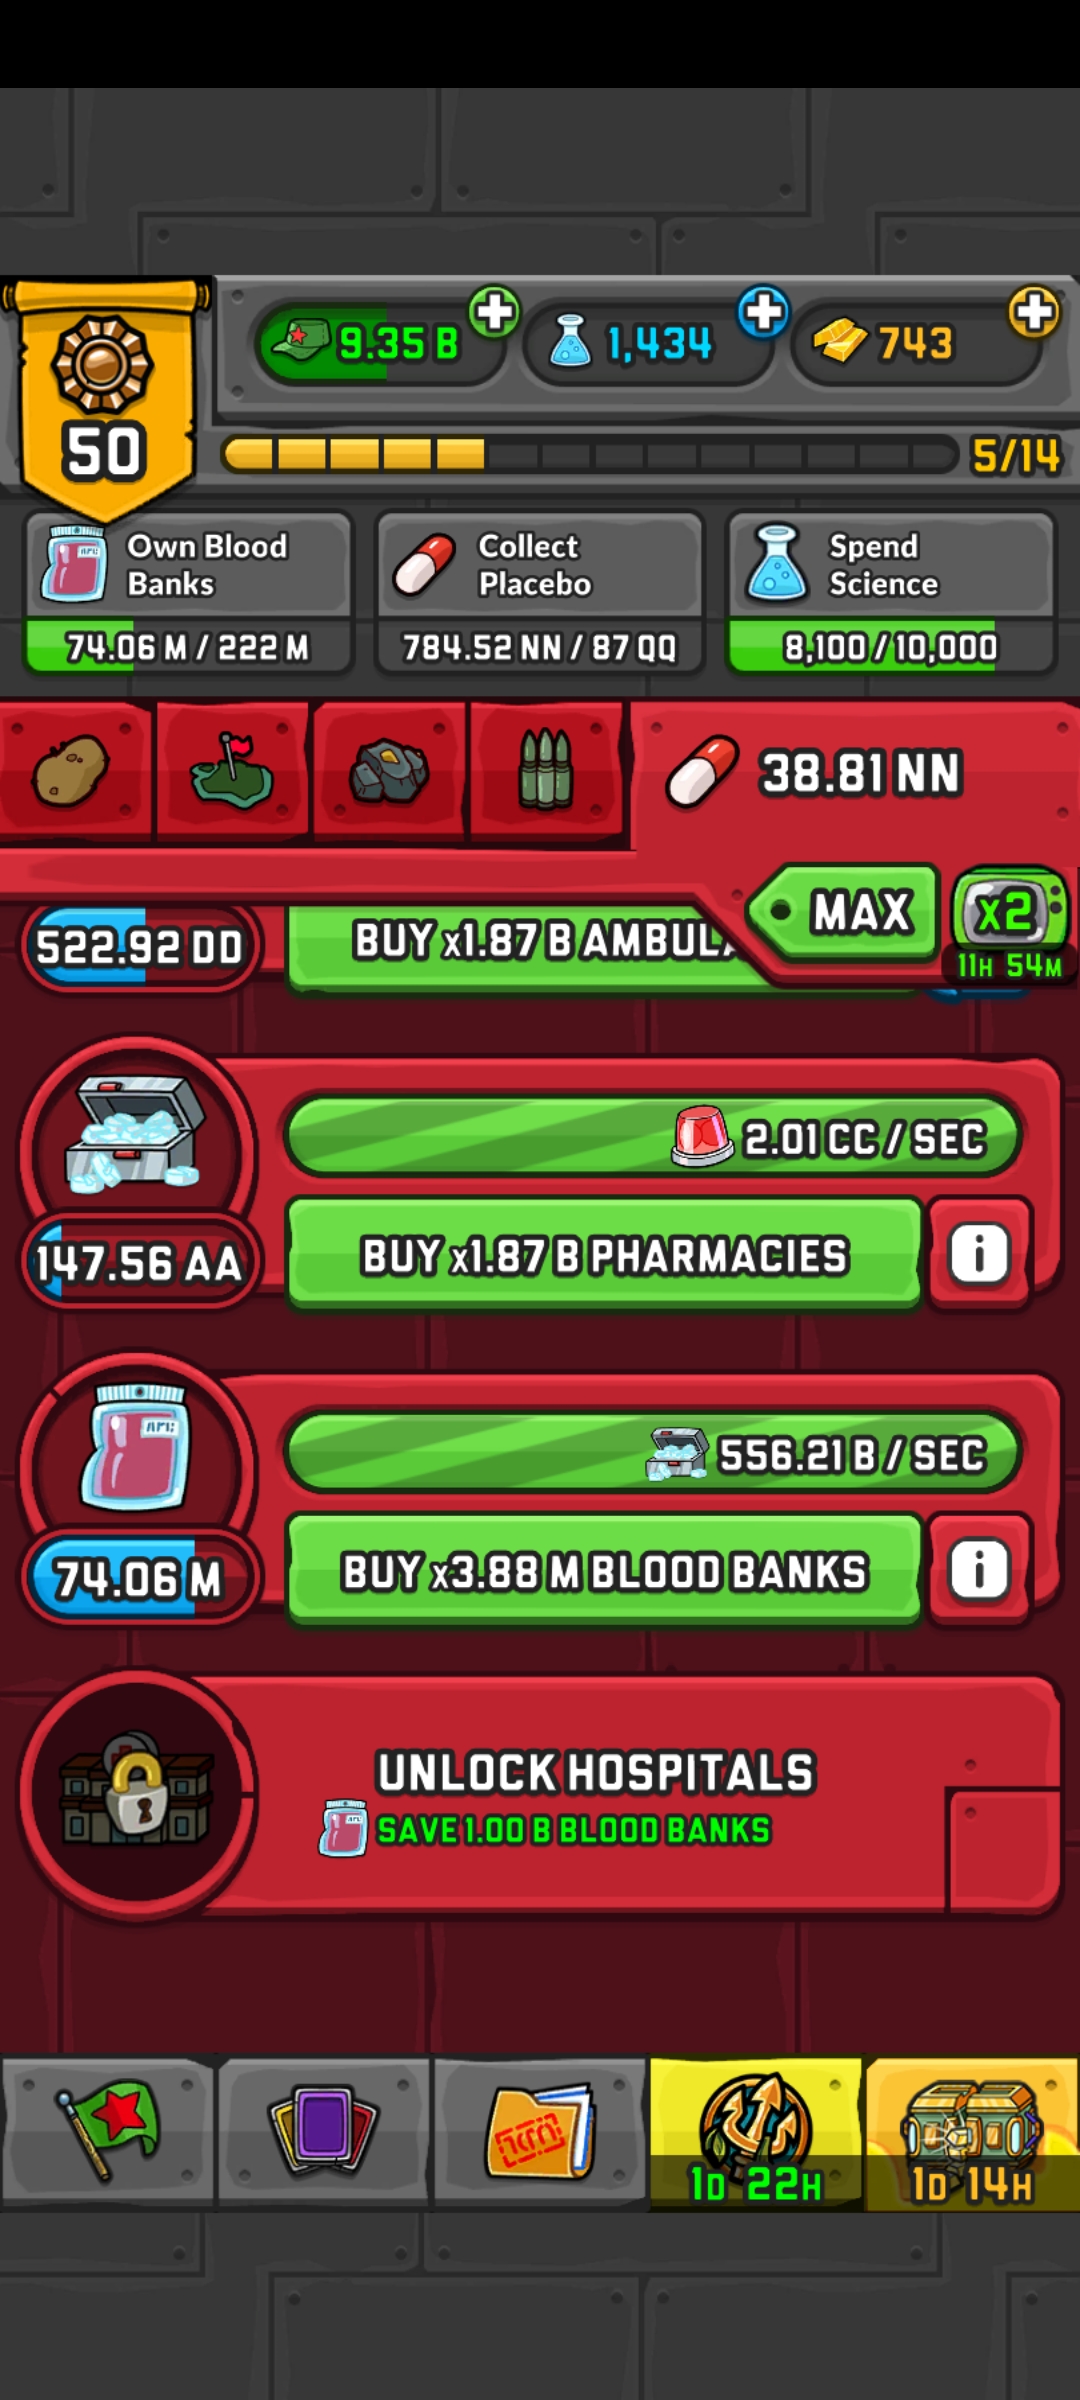 9.35 B
1,434
743
50
5/14
Own Blood
Banks
74.06 M / 222 M
Collect
Placebo
784.52 NN / 87 QQ
Spend
Science
8,100 / 10,000
38.81 NN
MAX
x2
11H 54M
522.92 DD
BUY x1.87 B
2.01 CC / SEC
147.56 AA
BUY x1.87 B PHARMACIES
i
556.21 B / SEC
74.06 M
BUY x3.88 M BLOOD BANKS
i
UNLOCK HOSPITALS
SAVE 1.00 B BLOOD BANKS
1D 22H
1D 14H